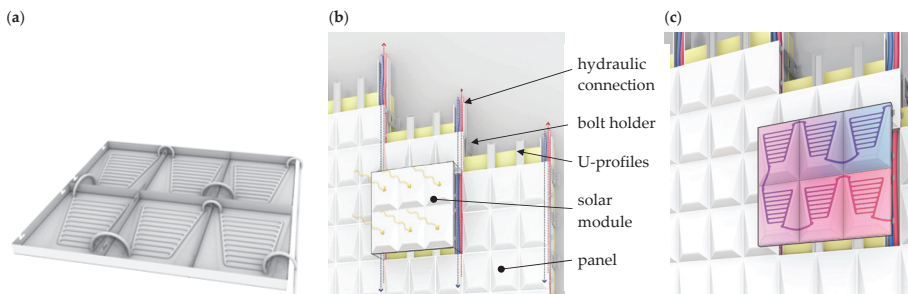 (a)
(b)
(c)
hydraulic
connection
bolt holder
U-profiles
solar
module
panel